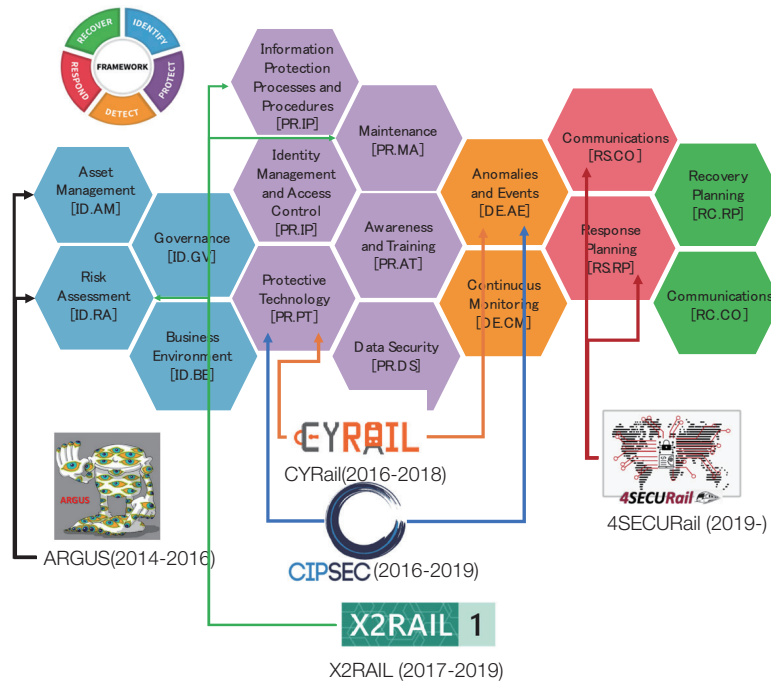 RECOVER
IDENTIFY
PROTECT
DETECT
RESPOND
FRAMEWORK
Information
Protection
Processes and
Procedures
[PR.IP]
Maintenance
[PR.MA]
Communications
[RS.CO]
Asset
Management
[ID.AM]
Identity
Management
and Access
Control
[PR.IP]
Anomalies
and Events
[DE.AE]
Recovery
Planning
[RC.RP]
Governance
[ID.GV]
Awareness
and Training
[PR.AT]
Response
Planning
[RS.RP]
Risk
Assessment
[ID.RA]
Protective
Technology
[PR.PT]
Continuous
Monitoring
[DE.CM]
Communications
[RC.CO]
Business
Environment
[ID.BE]
Data Security
[PR.DS]
CYRAIL
CYRail(2016-2018)
ARGUS
ARGUS(2014-2016)
4SECURail
4SECURail (2019-)
CIPSEC
(2016-2019)
X2RAIL 1
X2RAIL (2017-2019)